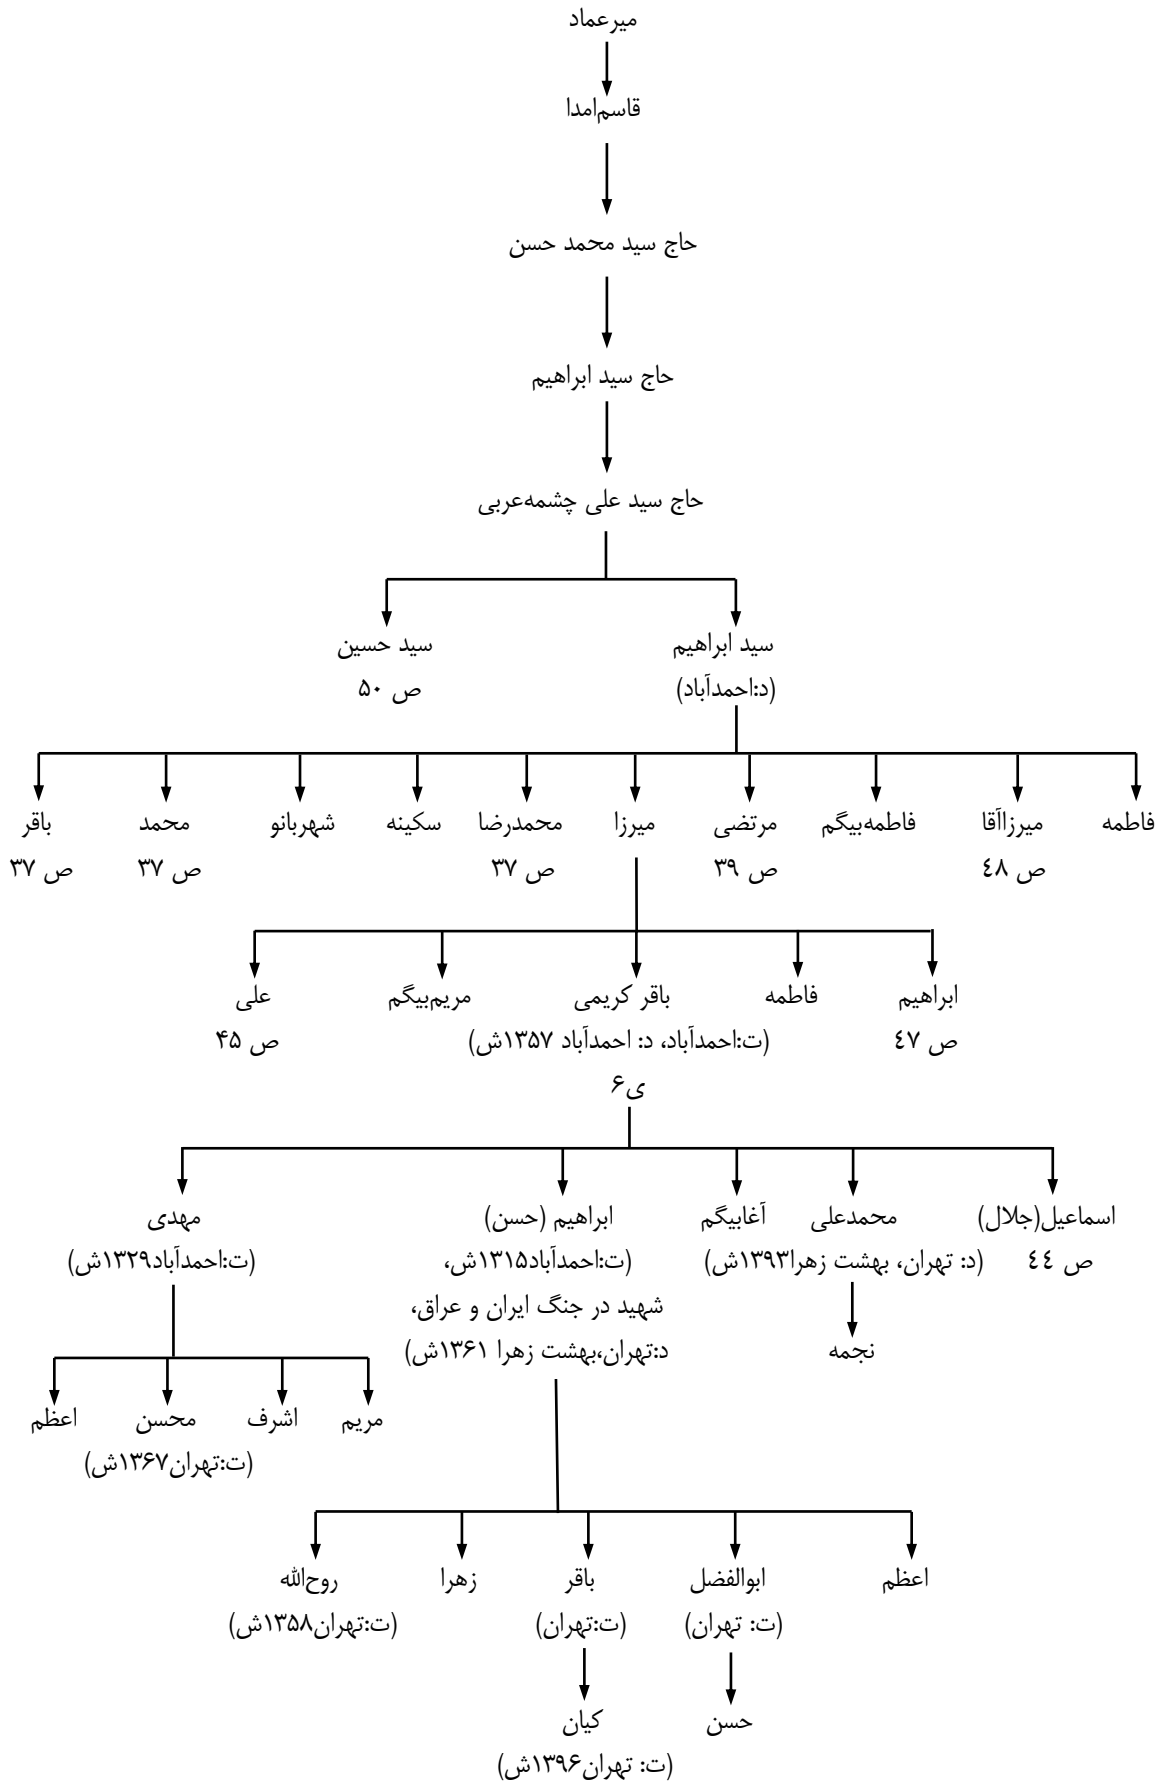 میرعماد
قاسم‌امدا
حاج سید محمد حسن
حاج سید ابراهیم
حاج سید علی چشمه‌عربی
سید ابراهیم
(د:احمدآباد)
سید حسین
ص ۵۰
فاطمه
میرزاآقا
ص ٤۸
فاطمه‌بیگم
مرتضی
ص ۳۹
میرزا
محمدرضا
ص ۳۷
سکینه
شهربانو
محمد
ص ۳۷
باقر
ص ۳۷
ابراهیم
ص ٤۷
فاطمه
باقر کریمی
(ت:احمدآباد، د: احمدآباد ۱۳۵۷ش)
ی۶
مریم‌بیگم
علی
ص ۴۵
اسماعیل(جلال)
ص ٤٤
محمدعلی
(د: تهران، بهشت زهرا۱۳۹۳ش)
نجمه
آغابیگم
ابراهیم (حسن)
(ت:احمدآباد۱۳۱۵ش،
شهید در جنگ ایران و عراق،
د:تهران،بهشت زهرا ۱۳۶۱ش)
مهدی
(ت:احمدآباد۱۳۲۹ش)
مریم
اشرف
محسن
(ت:تهران۱۳۶۷ش)
اعظم
اعظم
ابوالفضل
(ت: تهران)
حسن
باقر
(ت:تهران)
کیان
(ت: تهران۱۳۹۶ش)
زهرا
روح‌الله
(ت:تهران۱۳۵۸ش)